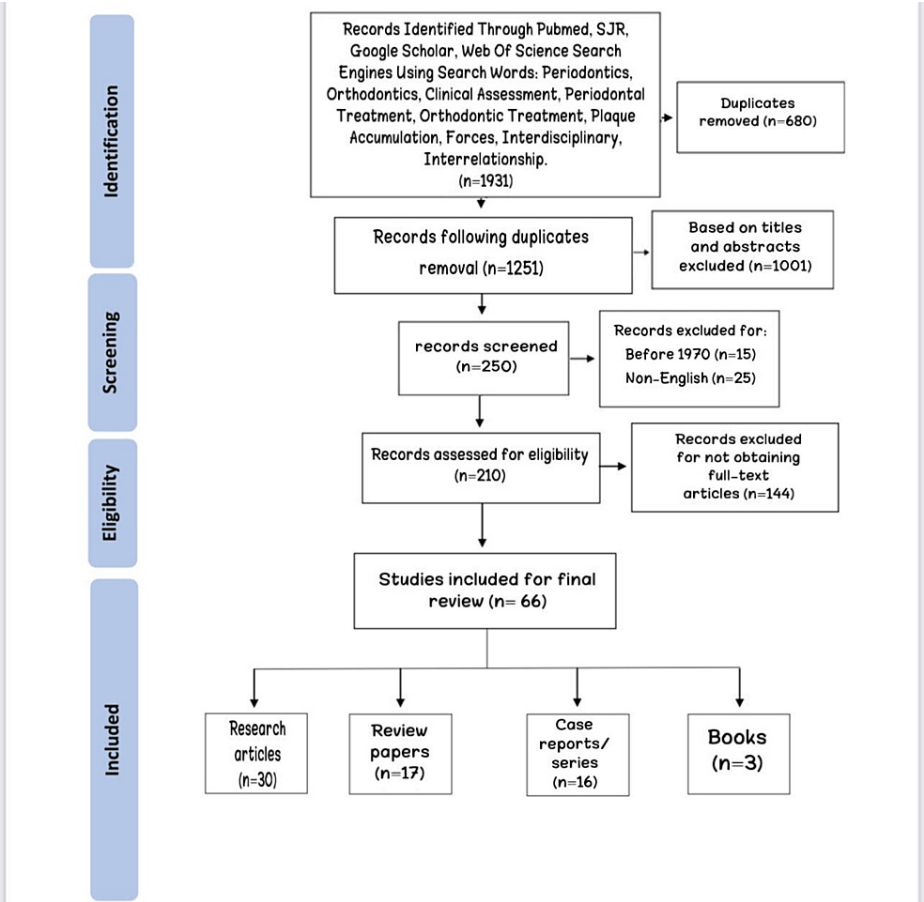 Identification
Records Identified Through Pubmed, SJR,
Google Scholar, Web Of Science Search
Engines Using Search Words: Periodontics,
Orthodontics, Clinical Assessment, Periodontal
Treatment, Orthodontic Treatment, Plaque
Accumulation, Forces, Interdisciplinary,
Interrelationship.
(n=1931)
Duplicates
removed (n=680)
Records following duplicates
removal (n=1251)
Based on titles
and abstracts
excluded (n=1001)
Screening
records screened
(n=250)
Records excluded for:
Before 1970 (n=15)
Non-English (n=25)
Eligibility
Records assessed for eligibility
(n=210)
Records excluded
for not obtaining
full-text
articles (n=144)
Included
Studies included for final
review (n= 66)
Research
articles
(n=30)
Review
papers
(n=17)
Case
reports/
series
(n=16)
Books
(n=3)